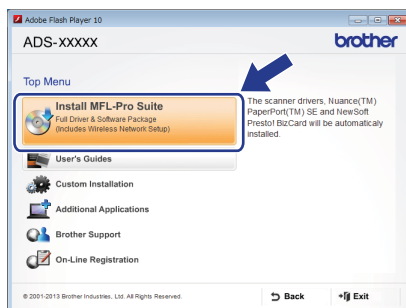 Adobe Flash Player 10
ADS-XXXXX
brother
Top Menu
Install MFL-Pro Suite
Full Driver & Software Package
(Includes Wireless Network Setup)
The scanner drivers, Nuance(TM)
PaperPort(TM) SE and NewSoft
Presto! BizCard will be automaticaly
installed.
User's Guides
Custom Installation
Additional Applications
Brother Support
On-Line Registration
© 2001-2013 Brother Industries, Ltd. All Rights Reserved.
Back
Exit